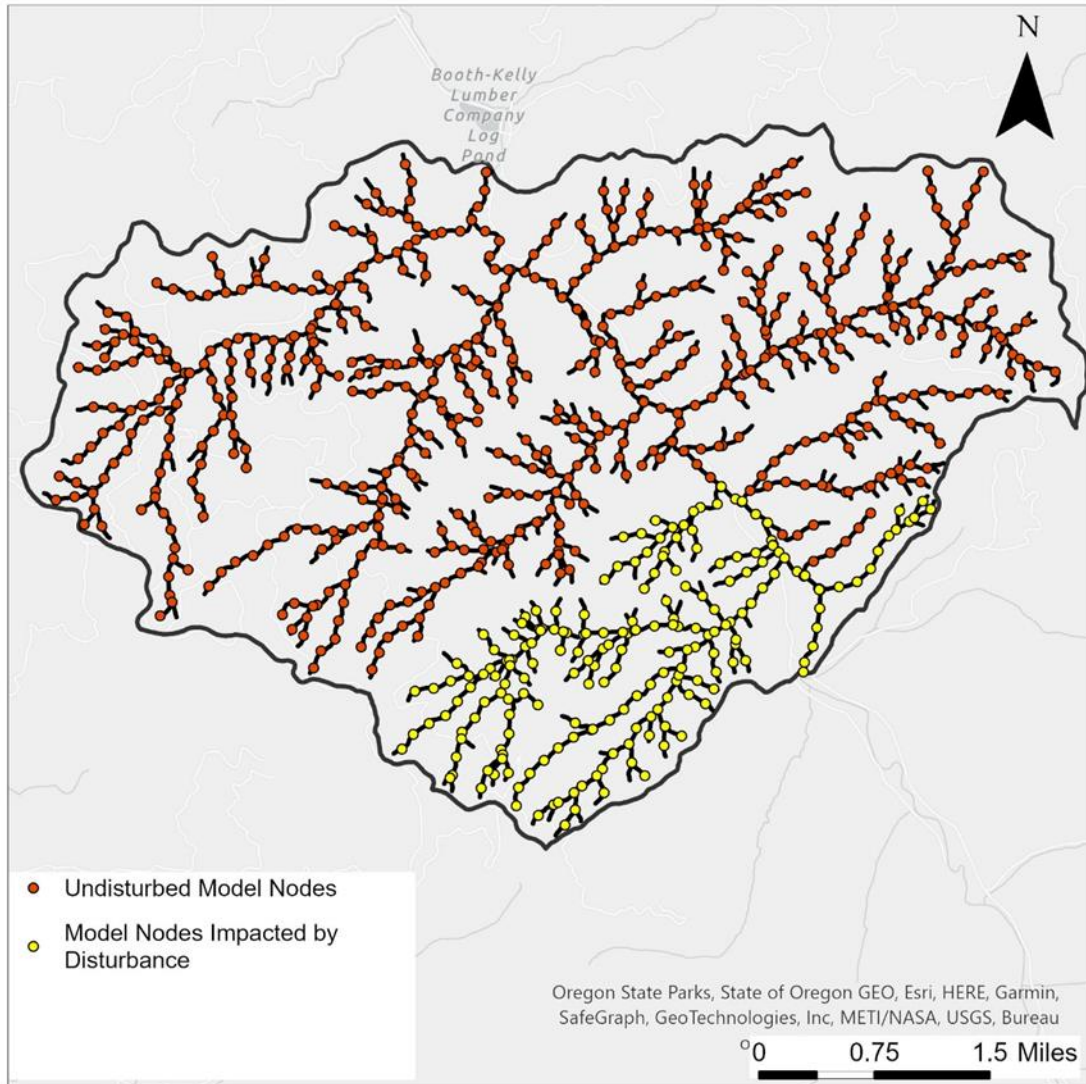 N
Booth-Kelly
Lumber
Company
Log
Pond
Undisturbed Model Nodes
Model Nodes Impacted by
Disturbance
Oregon State Parks, State of Oregon GEO, Esri, HERE, Garmin,
SafeGraph, GeoTechnologies, Inc, METI/NASA, USGS, Bureau
0 0.75 1.5 Miles